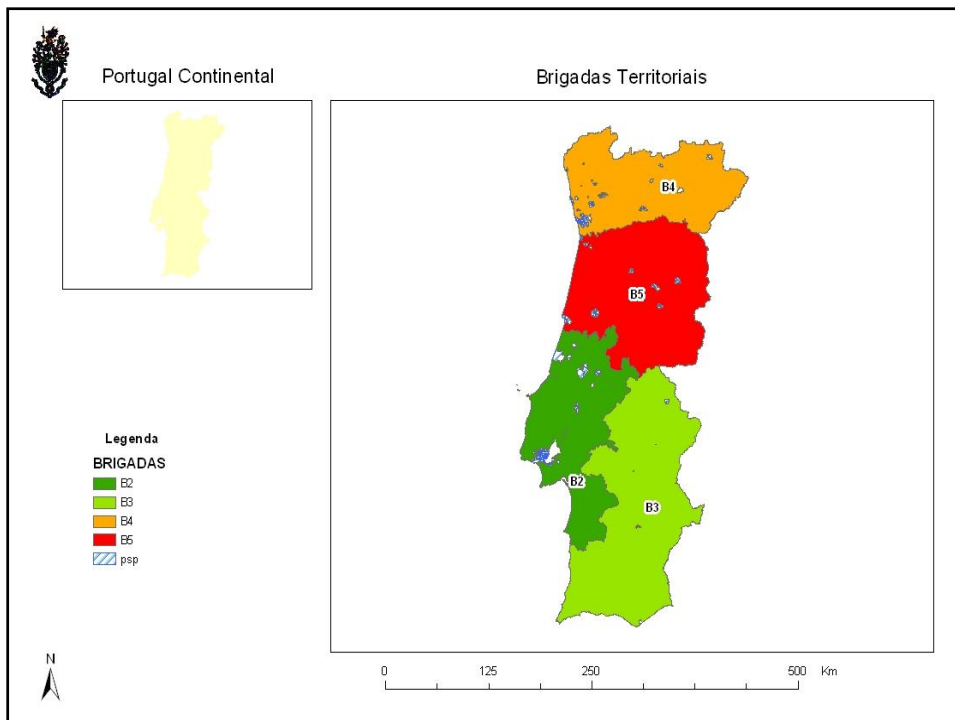 Portugal Continental
Brigadas Territoriais
B4
B5
B2
B3
Legenda
BRIGADAS
B2
B3
B4
B5
psp
N
0 125 250 500 Km